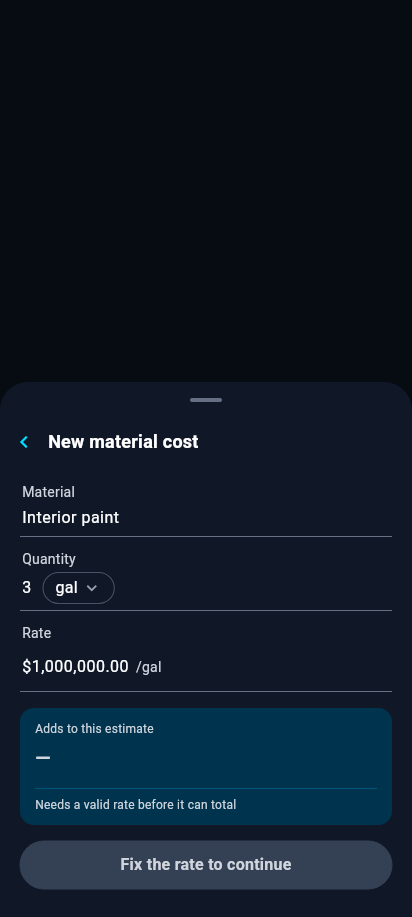 New material cost
Material
Interior paint
Quantity
3 gal
Rate
$1,000,000.00 /gal
Adds to this estimate
—
Needs a valid rate before it can total
Fix the rate to continue